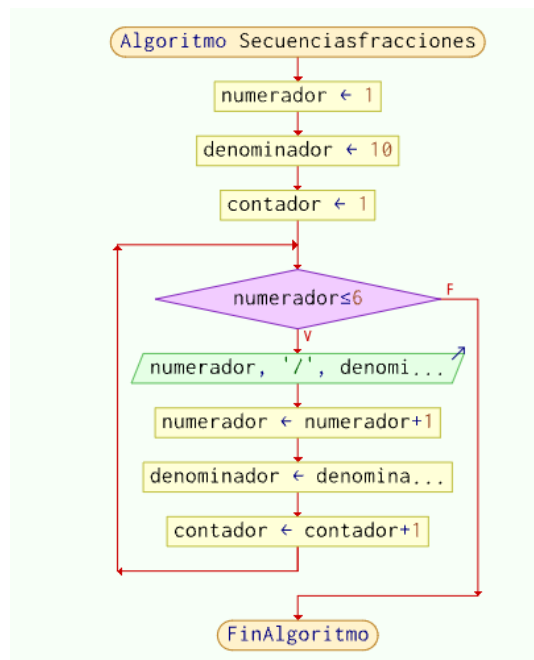 Algoritmo Secuenciasfracciones
numerador ← 1
denominador ← 10
contador ← 1
numerador≤6
F
V
numerador, '/', denomi...
numerador ← numerador+1
denominador ← denomina...
contador ← contador+1
FinAlgoritmo